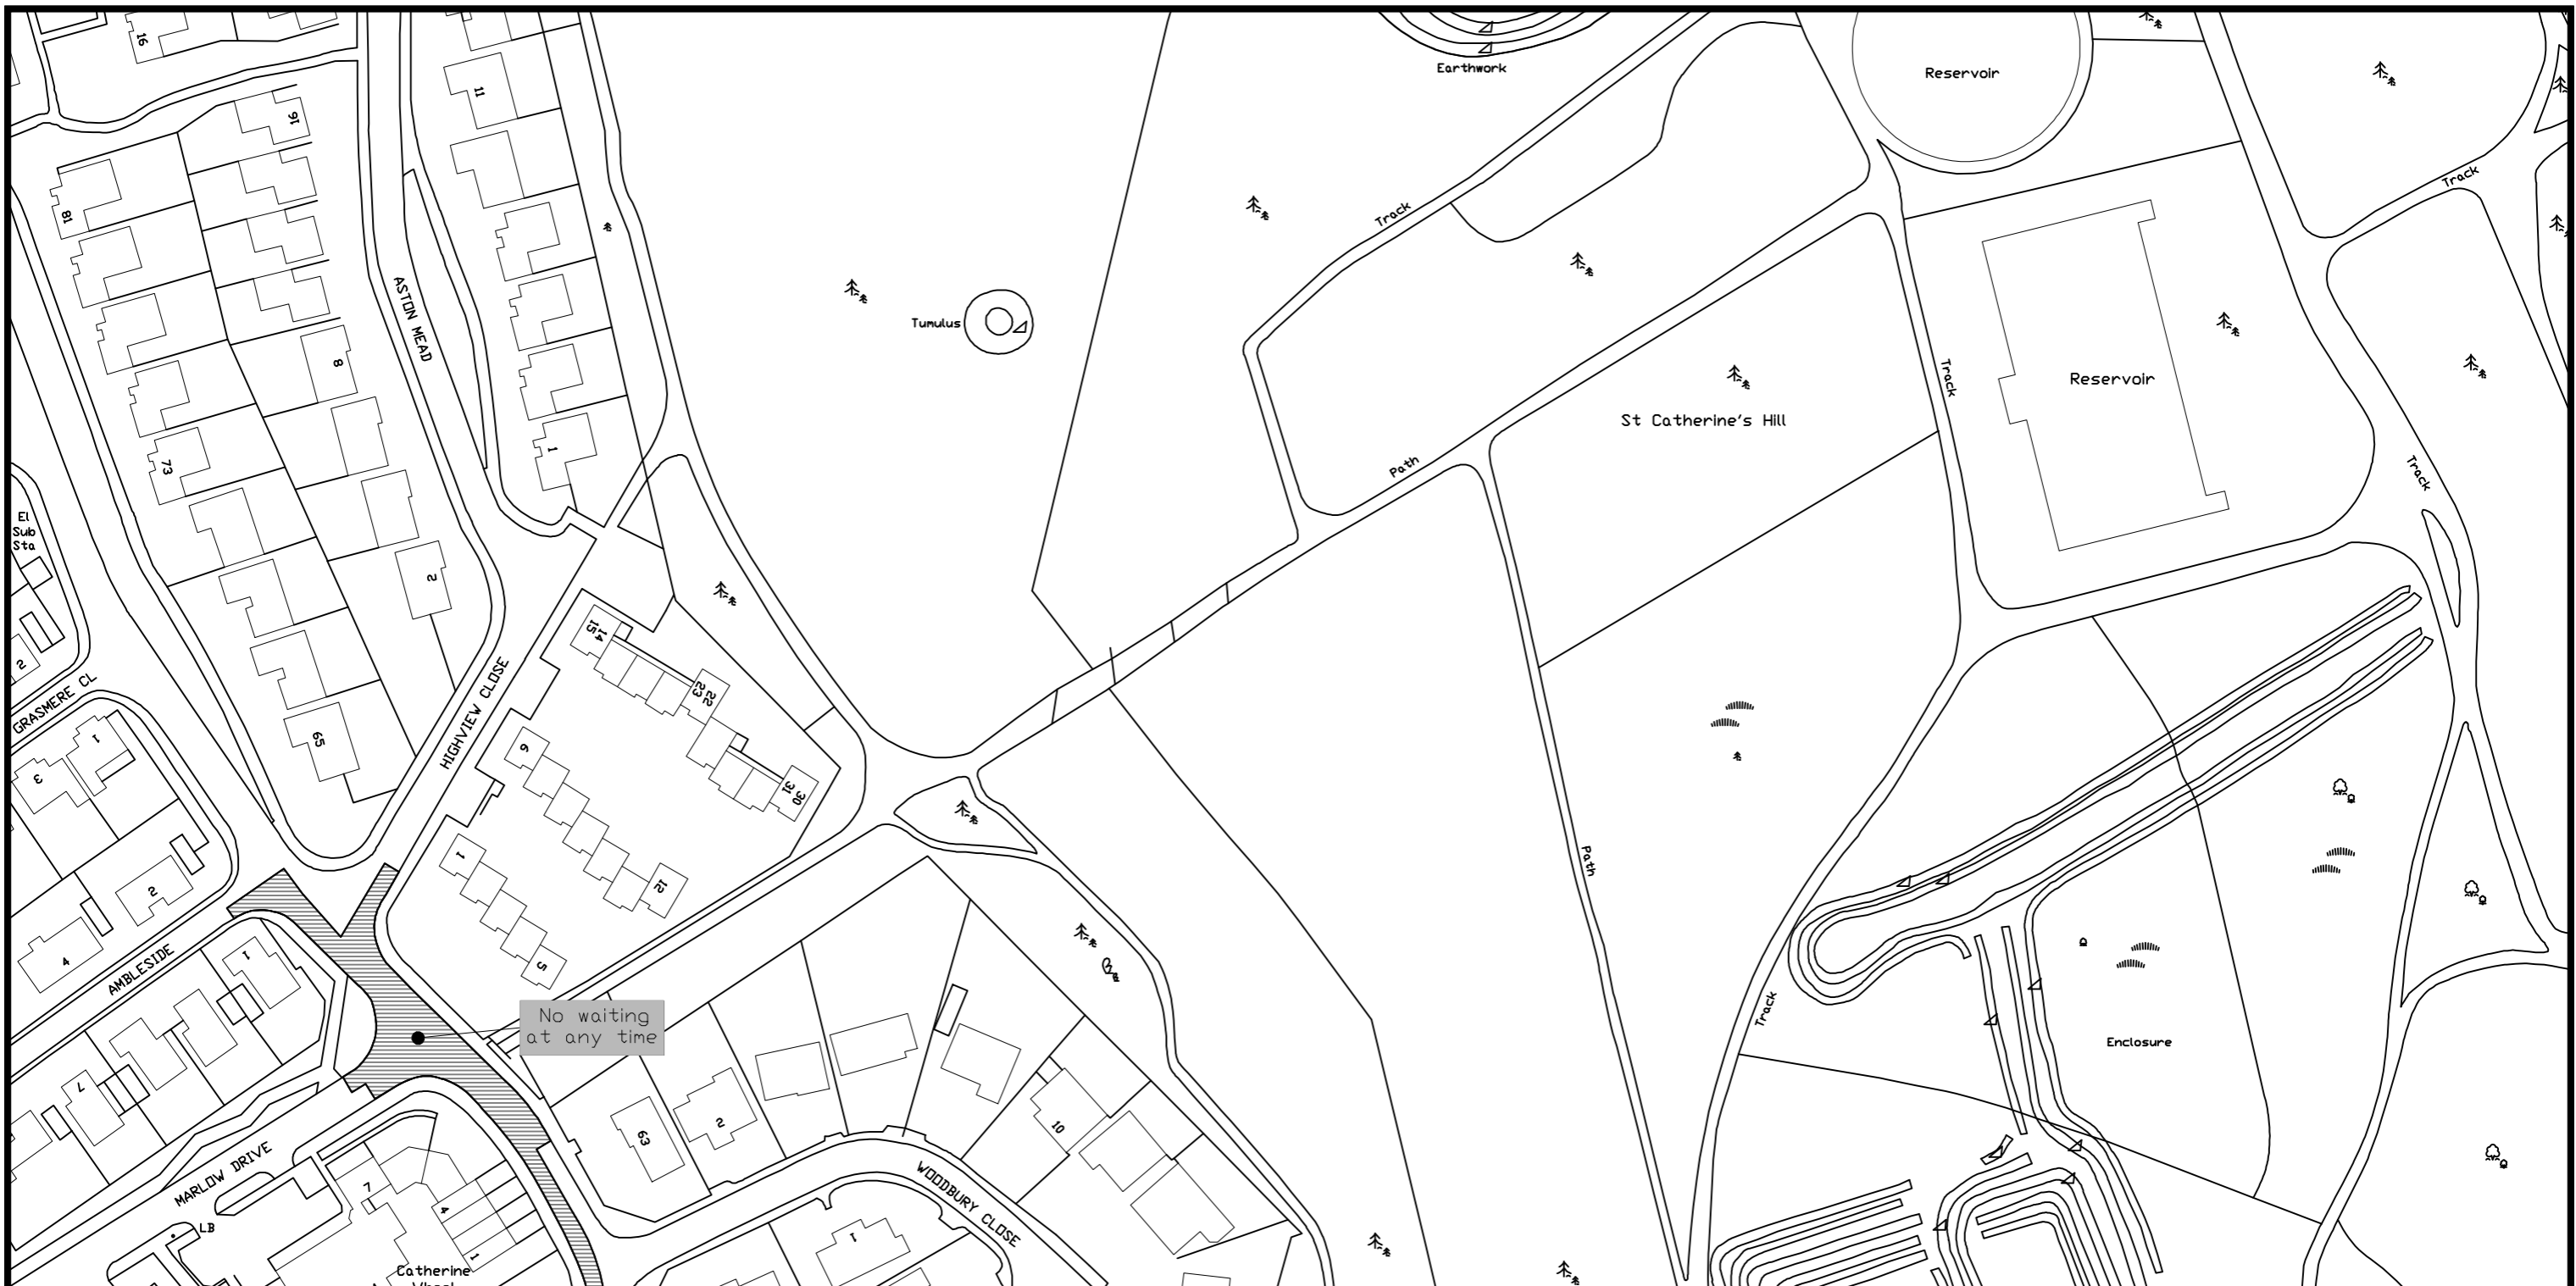 16
11
Earthwork
Reservoir
16
81
Track
Track
ASTON MEAD
Tumulus
8
Track
Reservoir
St Catherine's Hill
1
73
Path
Track
El
Sub
Sta
2
15
14
2
GRASMERE CL
HIGHVIEW CLOSE
23
22
65
1
3
6
31
30
Path
1
12
2
4
5
AMBLESIDE
1
No waiting
at any time
Track
Enclosure
7
63
2
10
MARLOW DRIVE
7
WOODBURY CLOSE
4
LB
1
1
Catherine